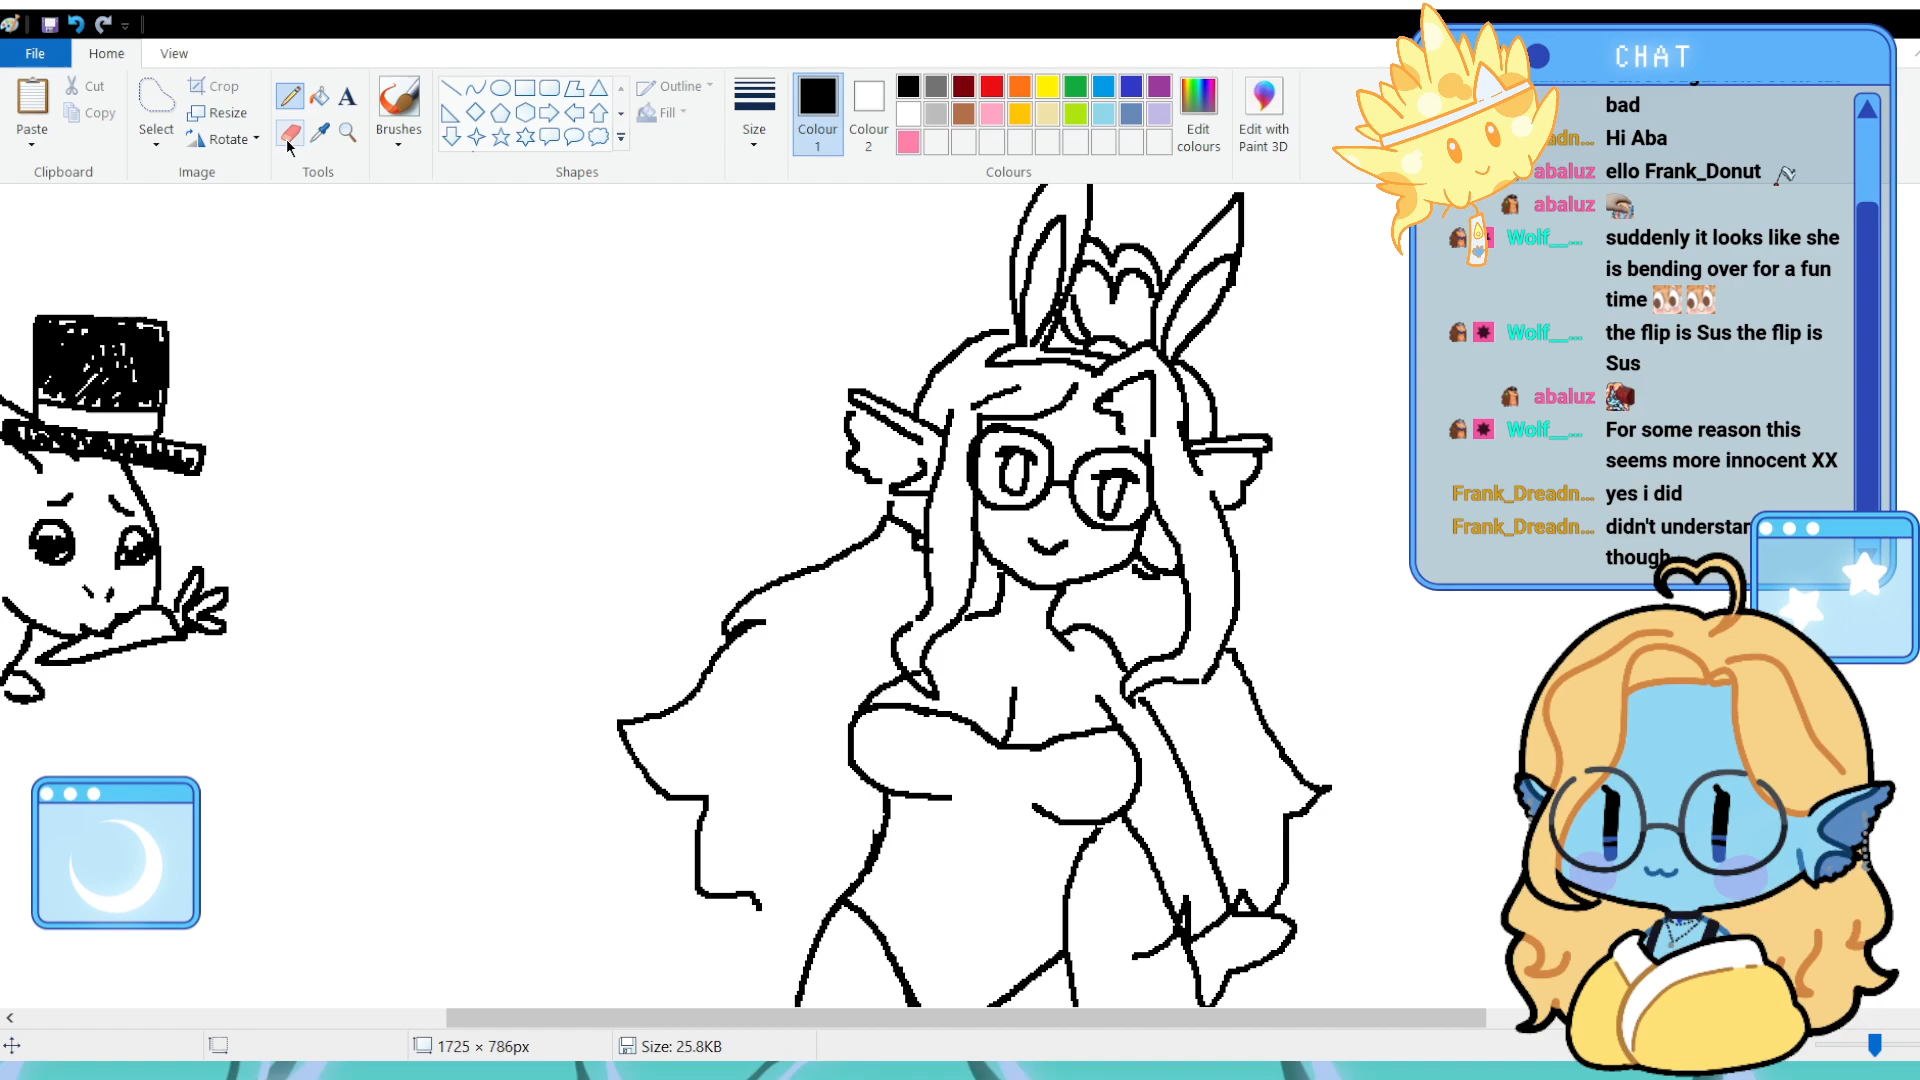 File Home View
Paste
Cut
Copy
Clipboard
Select
Crop
Resize
Rotate
Image
A
Tools
Brushes
Outline
Fill
Shapes
Size
Colour
1
Colour
2
Edit
colours
Colours
Edit with
Paint 3D
CHAT
bad
Hi Aba
abaluz ello Frank_Donut
abaluz
Wolf__... suddenly it looks like she
is bending over for a fun
time
Wolf__... the flip is Sus the flip is
Sus
abaluz
Wolf__... For some reason this
seems more innocent XX
Frank_Dreadn... yes i did
Frank_Dreadn... didn't
though
1725 × 786px
Size: 25.8KB